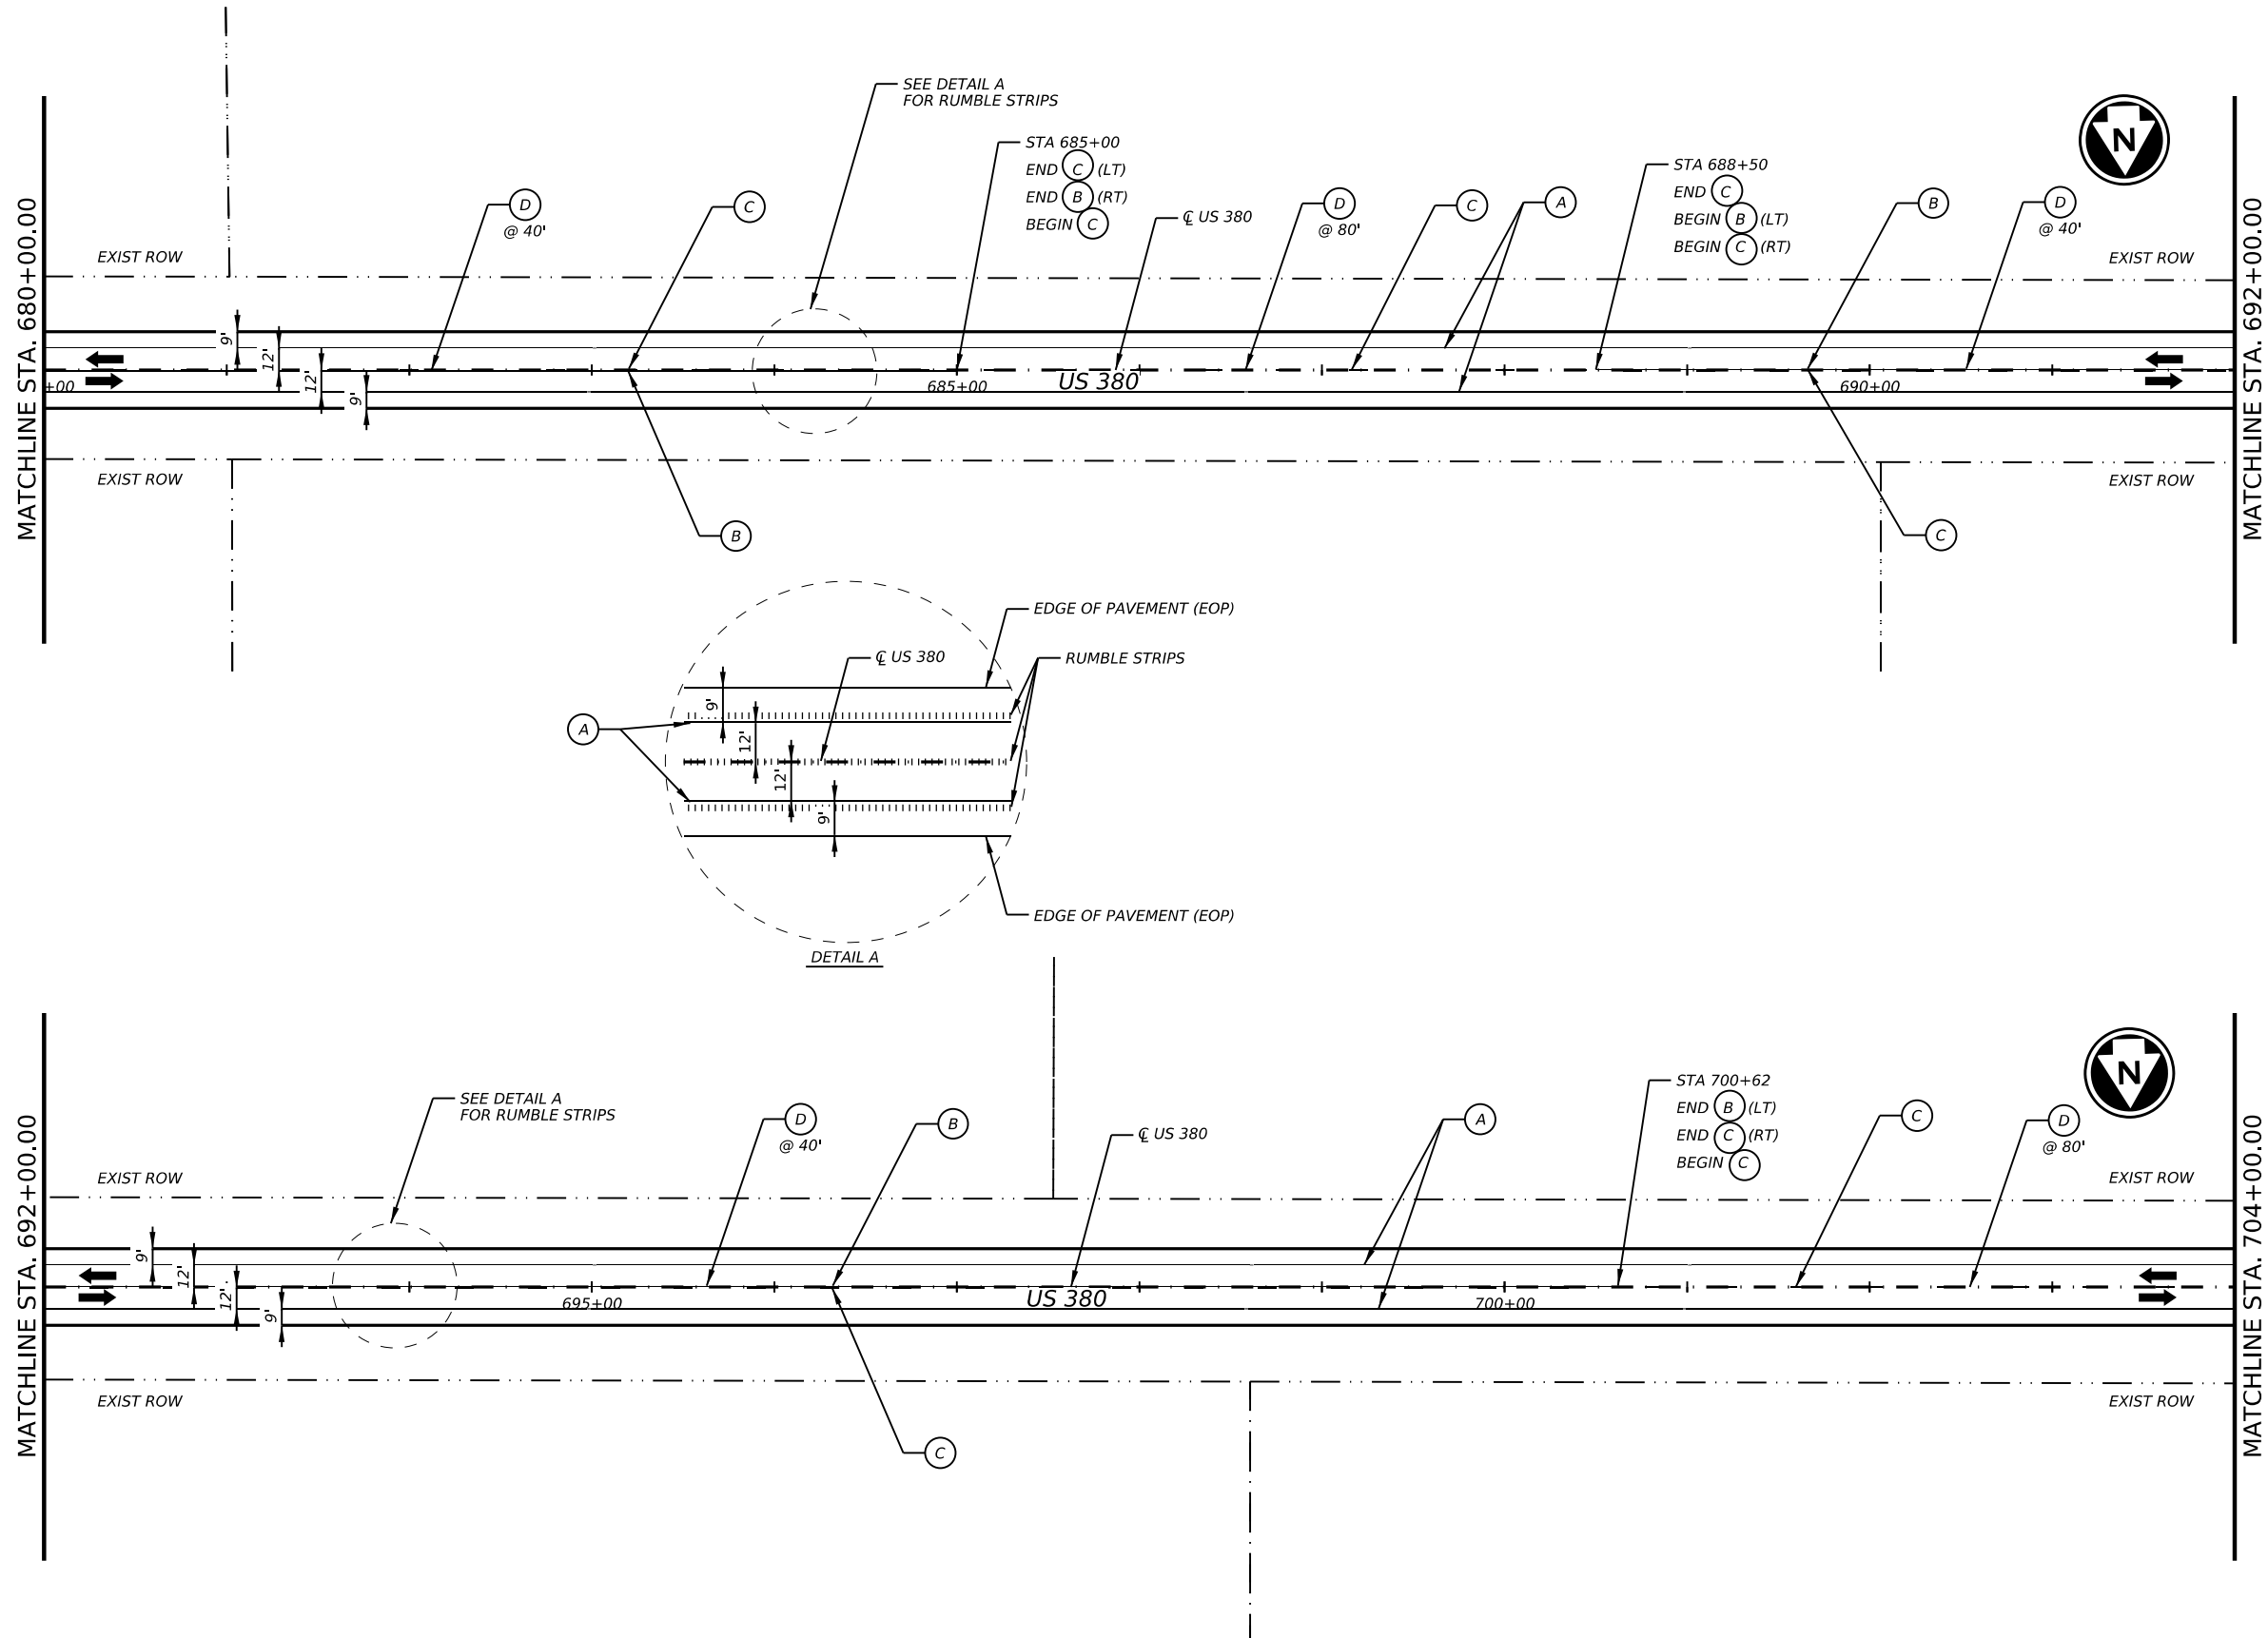 SEE DETAIL A
FOR RUMBLE STRIPS
STA 685+00
END C (LT)
END B (RT)
BEGIN C
STA 688+50
END C
BEGIN B (LT)
BEGIN C (RT)
N
D
@ 40'
C
℄ US 380
D
@ 80'
C
A
B
D
@ 40'
EXIST ROW
EXIST ROW
MATCHLINE STA. 680+00.00
MATCHLINE STA. 692+00.00
9'
12'
12'
9'
+00
685+00
US 380
690+00
EXIST ROW
EXIST ROW
B
C
EDGE OF PAVEMENT (EOP)
℄ US 380
RUMBLE STRIPS
A
9'
12'
12'
9'
EDGE OF PAVEMENT (EOP)
DETAIL A
N
SEE DETAIL A
FOR RUMBLE STRIPS
D
@ 40'
B
℄ US 380
A
STA 700+62
END B (LT)
END C (RT)
BEGIN C
C
D
@ 80'
EXIST ROW
EXIST ROW
MATCHLINE STA. 692+00.00
MATCHLINE STA. 704+00.00
9'
12'
12'
9'
695+00
US 380
700+00
EXIST ROW
EXIST ROW
C